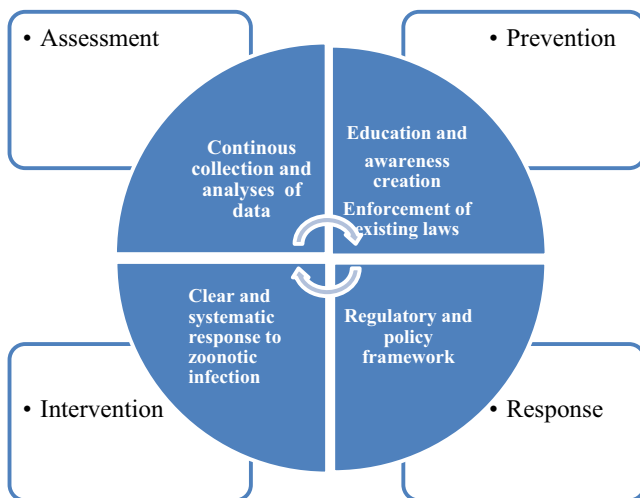 • Assessment
• Prevention
Continous
collection and
analyses of
data
Education and
awareness
creation
Enforcement of
existing laws
Clear and
systematic
response to
zoonotic
infection
Regulatory and
policy
framework
• Intervention
• Response